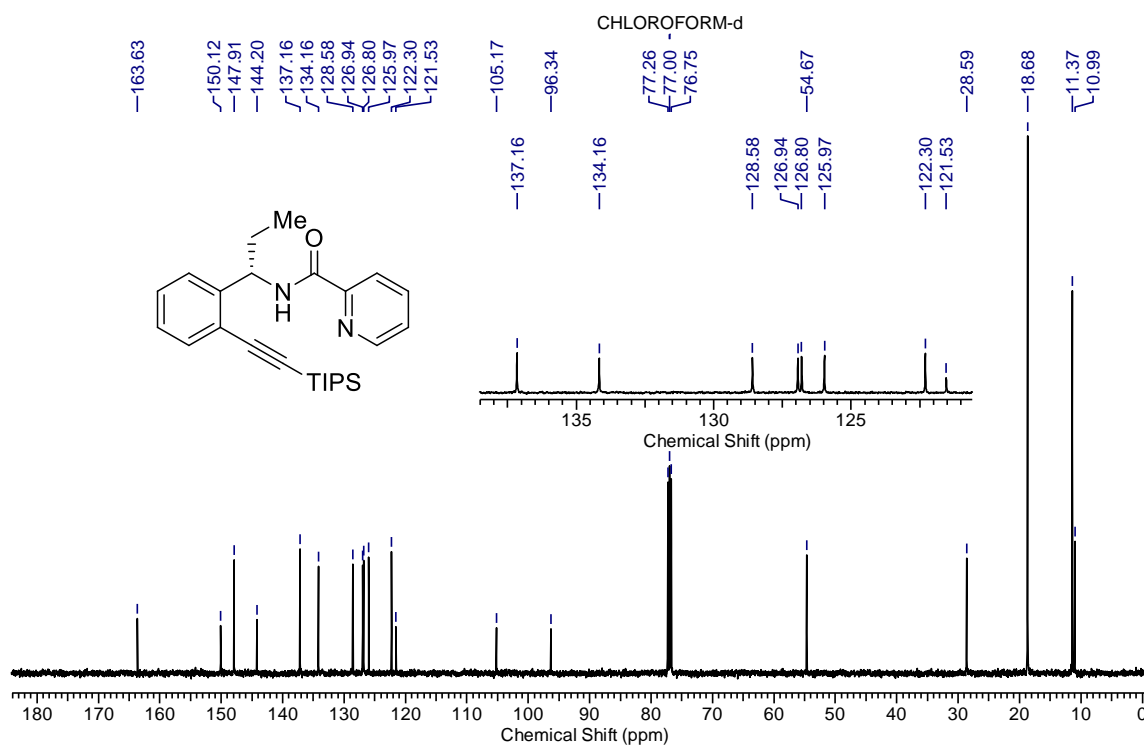 CHLOROFORM-d
163.63
150.12
147.91
144.20
137.16
134.16
128.58
126.94
126.80
125.97
122.30
121.53
105.17
96.34
77.26
77.00
76.75
54.67
28.59
18.68
11.37
10.99
137.16
134.16
128.58
126.94
126.80
125.97
122.30
121.53
Me
O
N
H
N
TIPS
135 130 125
Chemical Shift (ppm)
180 170 160 150 140 130 120 110 100 90 80 70 60 50 40 30 20 10 0
Chemical Shift (ppm)